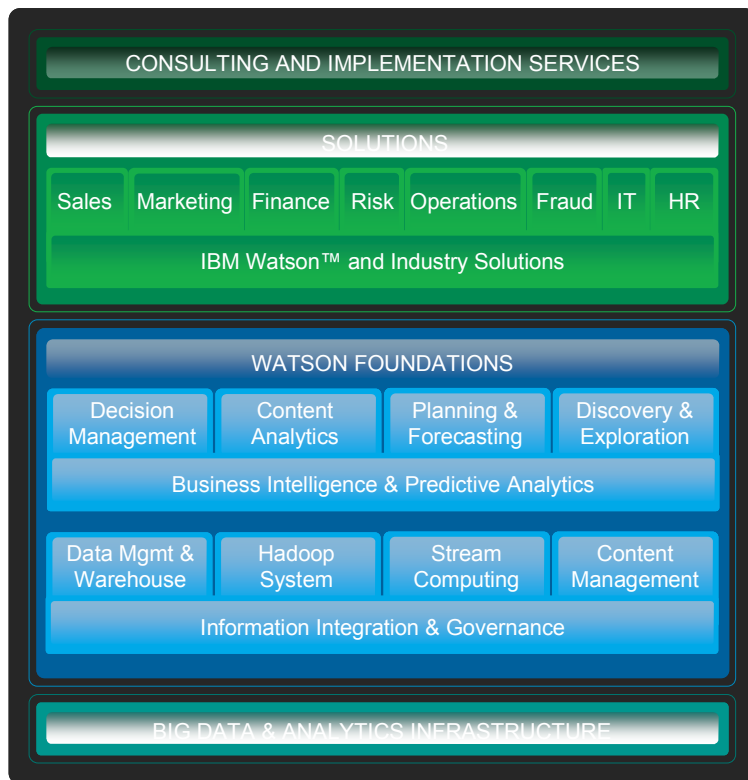 CONSULTING AND IMPLEMENTATION SERVICES
SOLUTIONS
Sales Marketing Finance Risk Operations Fraud IT HR
IBM Watson™ and Industry Solutions
WATSON FOUNDATIONS
Decision Management
Content Analytics
Planning & Forecasting
Discovery & Exploration
Business Intelligence & Predictive Analytics
Data Mgmt & Warehouse
Hadoop System
Stream Computing
Content Management
Information Integration & Governance
BIG DATA & ANALYTICS INFRASTRUCTURE